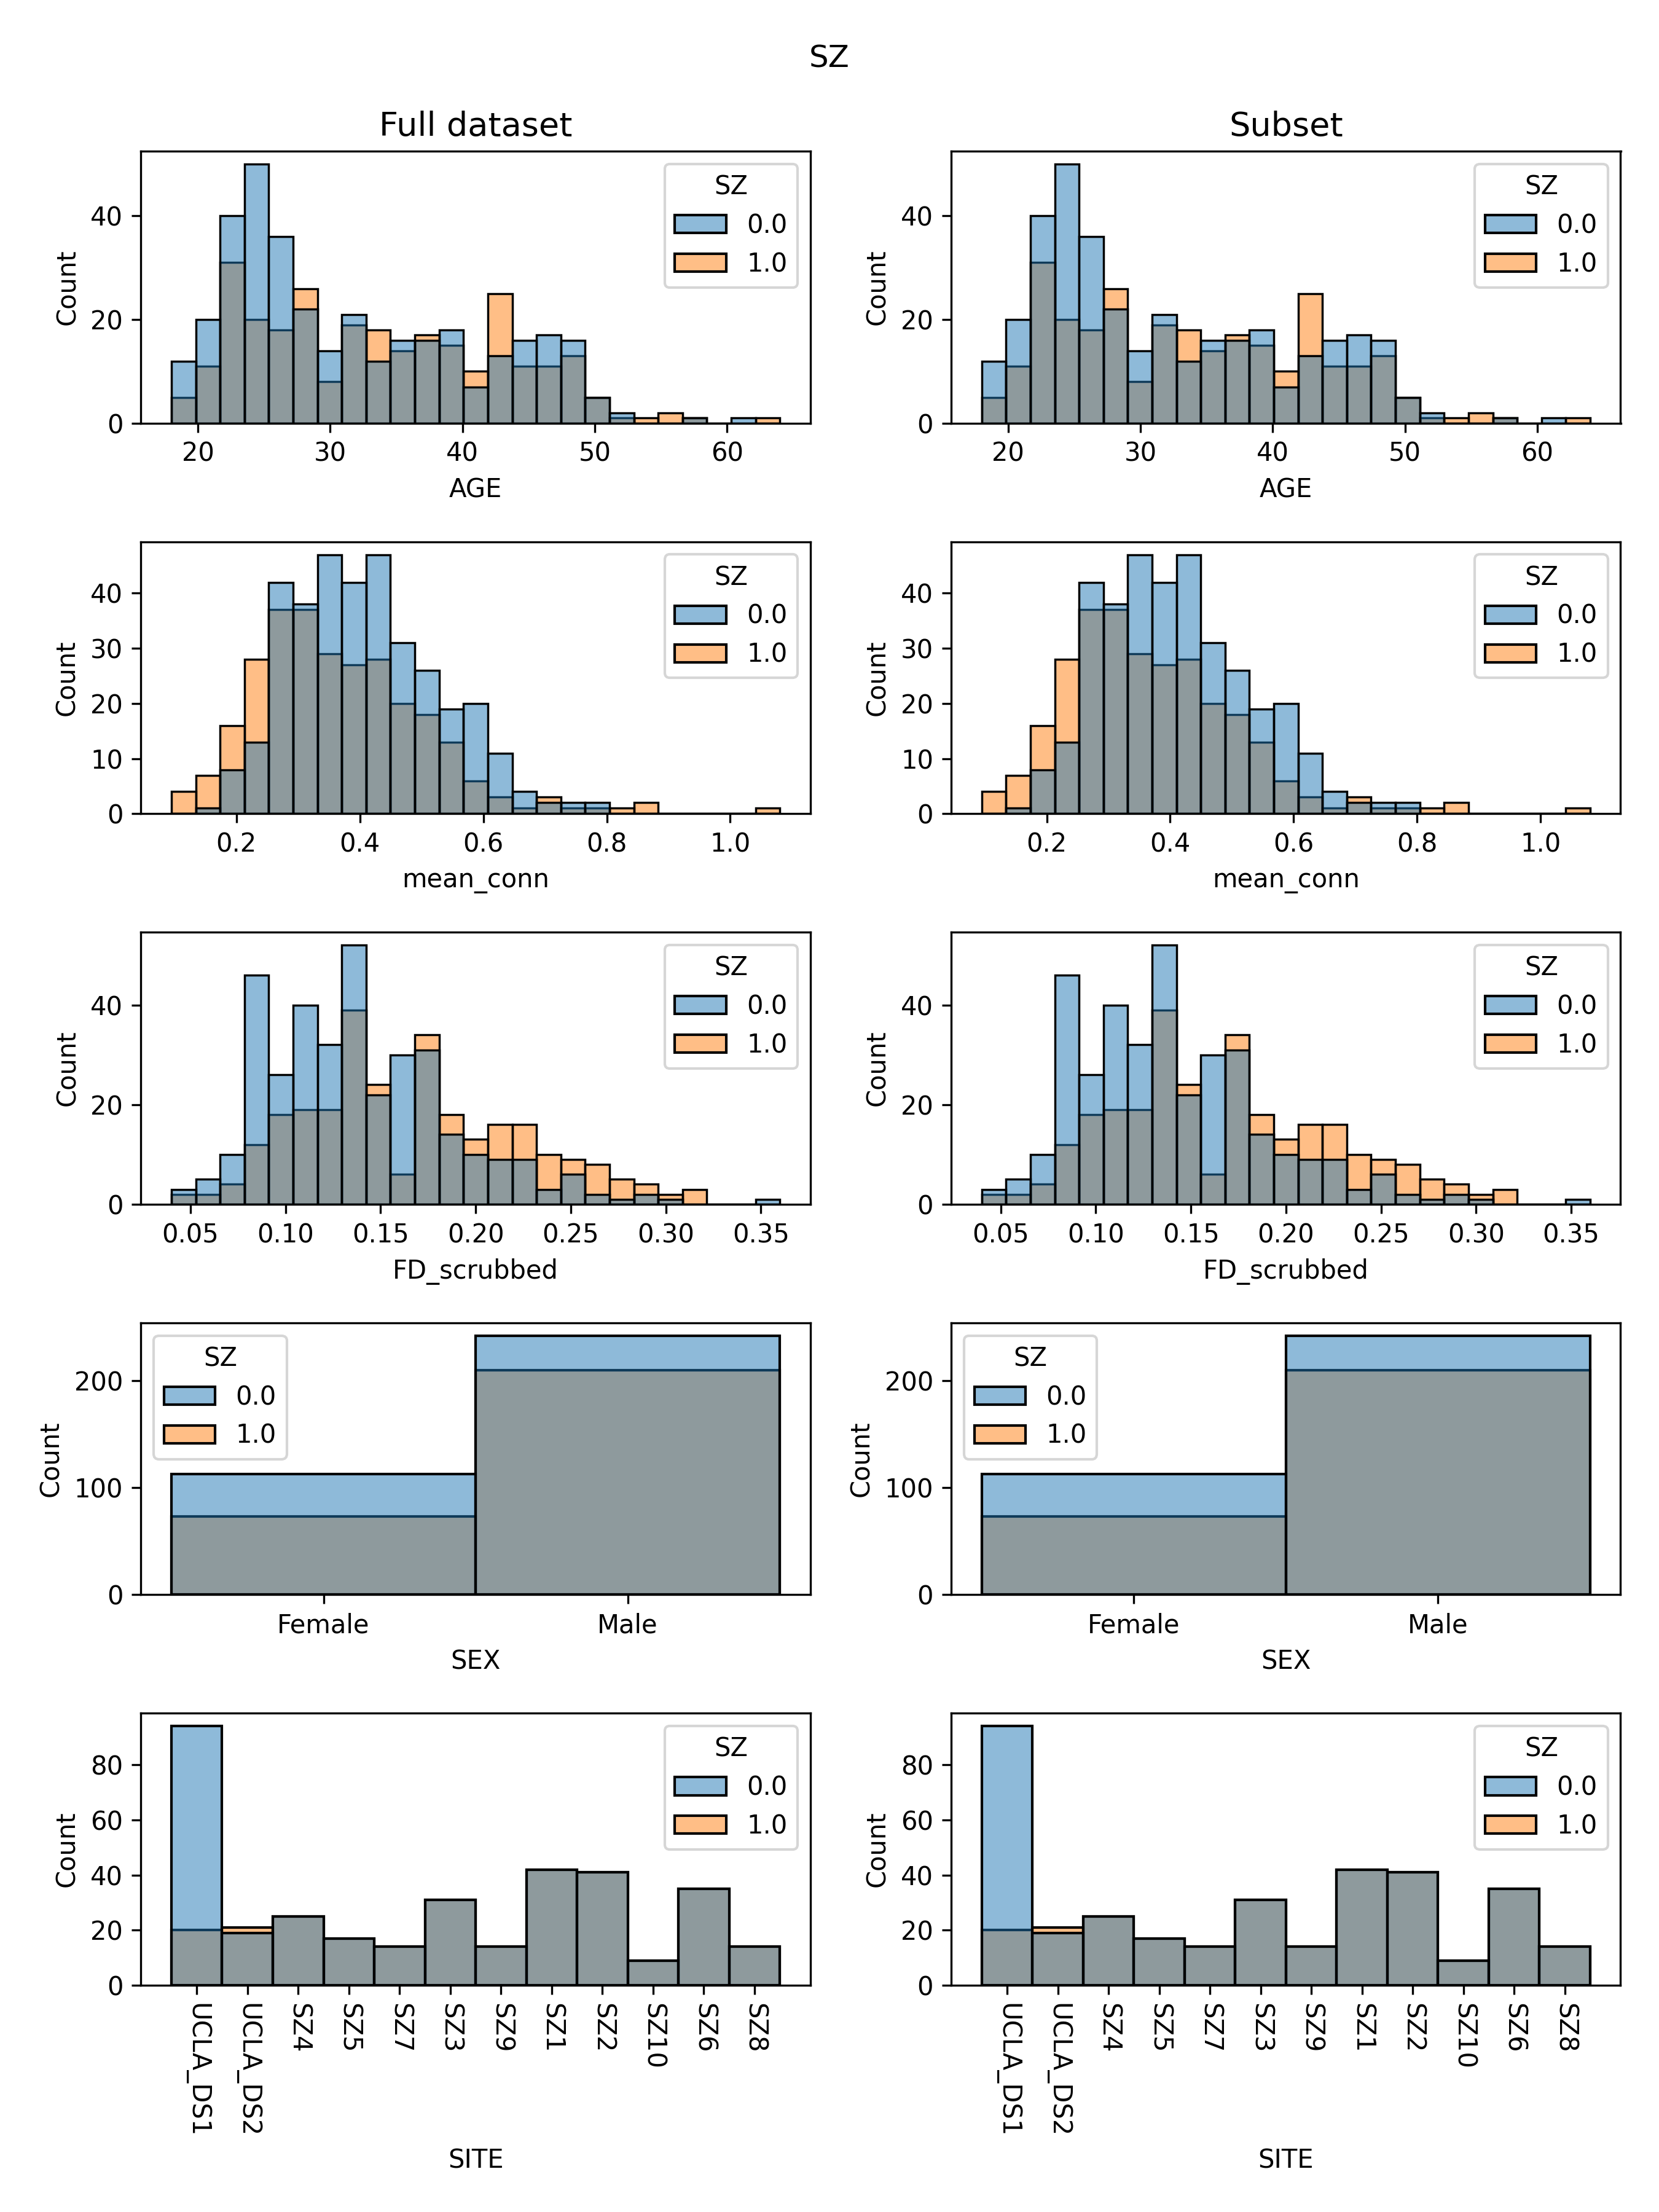 SZ
Full dataset
Subset
Count
0
20
40
20
30
40
50
60
AGE
SZ
0.0
1.0
Count
0
20
40
20
30
40
50
60
AGE
SZ
0.0
1.0
Count
0
10
20
30
40
0.2
0.4
0.6
0.8
1.0
mean_conn
SZ
0.0
1.0
Count
0
10
20
30
40
0.2
0.4
0.6
0.8
1.0
mean_conn
SZ
0.0
1.0
Count
0
20
40
0.05
0.10
0.15
0.20
0.25
0.30
0.35
FD_scrubbed
SZ
0.0
1.0
Count
0
20
40
0.05
0.10
0.15
0.20
0.25
0.30
0.35
FD_scrubbed
SZ
0.0
1.0
Count
0
100
200
Female
Male
SEX
SZ
0.0
1.0
Count
0
100
200
Female
Male
SEX
SZ
0.0
1.0
Count
0
20
40
60
80
UCLA_DS1
UCLA_DS2
SZ4
SZ5
SZ7
SZ3
SZ9
SZ1
SZ2
SZ10
SZ6
SZ8
SITE
SZ
0.0
1.0
Count
0
20
40
60
80
UCLA_DS1
UCLA_DS2
SZ4
SZ5
SZ7
SZ3
SZ9
SZ1
SZ2
SZ10
SZ6
SZ8
SITE
SZ
0.0
1.0